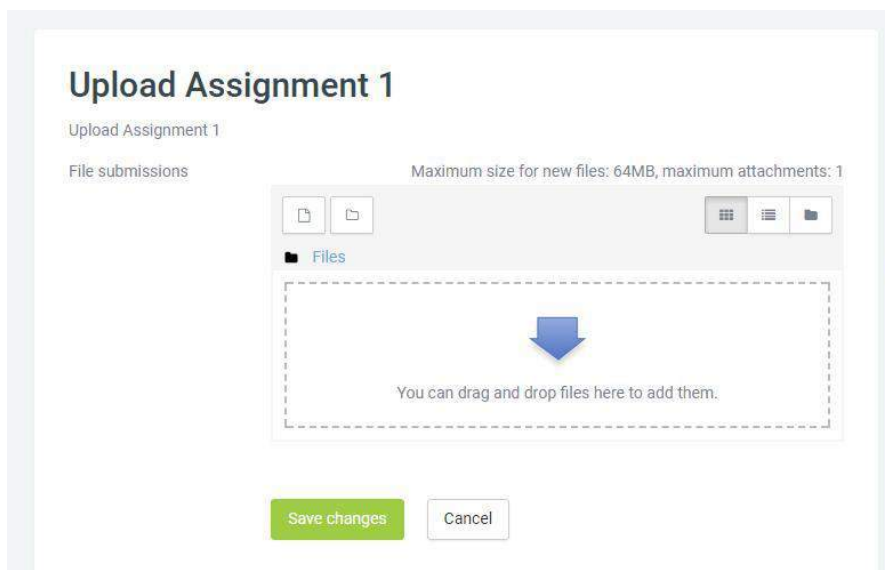 Upload Assignment 1
Upload Assignment 1
File submissions
Maximum size for new files: 64MB, maximum attachments: 1
Files
You can drag and drop files here to add them.
Save changes
Cancel